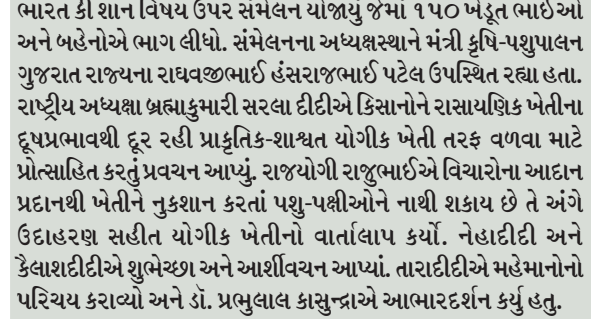 ભારત કી શાન વિષય ઉપર સંમેલન યોજાયું જેમાં ૧૫૦ ખેડૂત ભાઈઓ
અને બહેનોએ ભાગ લીધો. સંમેલનના અધ્યક્ષસ્થાને મંત્રી કૃષિ-પશુપાલન
ગુજરાત રાજ્યના રાઘવજીભાઈ હંસરાજભાઈ પટેલ ઉપસ્થિત રહ્યા હતા.
રાષ્ટ્રીય અધ્યક્ષા બ્રહ્માકુમારી સરલા દીદીએ કિસાનોને રાસાયણિક ખેતીના
દૂષપ્રભાવથી દૂર રહી પ્રાકૃતિક-શાશ્વત યોગીક ખેતી તરફ વળવા માટે
પ્રોત્સાહિત કરતું પ્રવચન આપ્યું. રાજયોગી રાજુભાઈએ વિચારોના આદાન
પ્રદાનથી ખેતીને નુકશાન કરતાં પશુ-પક્ષીઓને નાથી શકાય છે તે અંગે
ઉદાહરણ સહીત યોગીક ખેતીનો વાર્તાલાપ કર્યો. નેહાદીદી અને
કૈલાશદીદીએ શુભેચ્છા અને આર્શીવચન આપ્યાં. તારાદીદીએ મહેમાનોનો
પરિચય કરાવ્યો અને ડૉ. પ્રભુલાલ કાસુન્દ્રાએ આભારદર્શન કર્યુ હતુ.